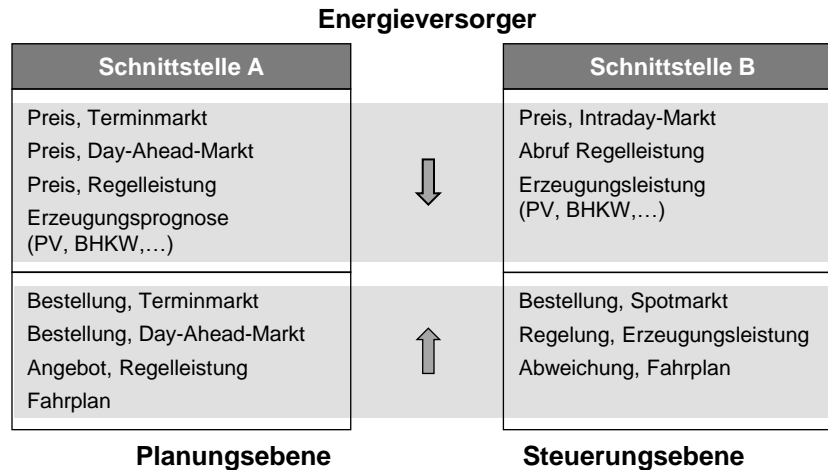 Energieversorger
Schnittstelle A
Preis, Terminmarkt
Preis, Day-Ahead-Markt
Preis, Regelleistung
Erzeugungsprognose
(PV, BHKW,…)
Bestellung, Terminmarkt
Bestellung, Day-Ahead-Markt
Angebot, Regelleistung
Fahrplan
Planungsebene
Schnittstelle B
Preis, Intraday-Markt
Abruf Regelleistung
Erzeugungsleistung
(PV, BHKW,…)
Bestellung, Spotmarkt
Regelung, Erzeugungsleistung
Abweichung, Fahrplan
Steuerungsebene